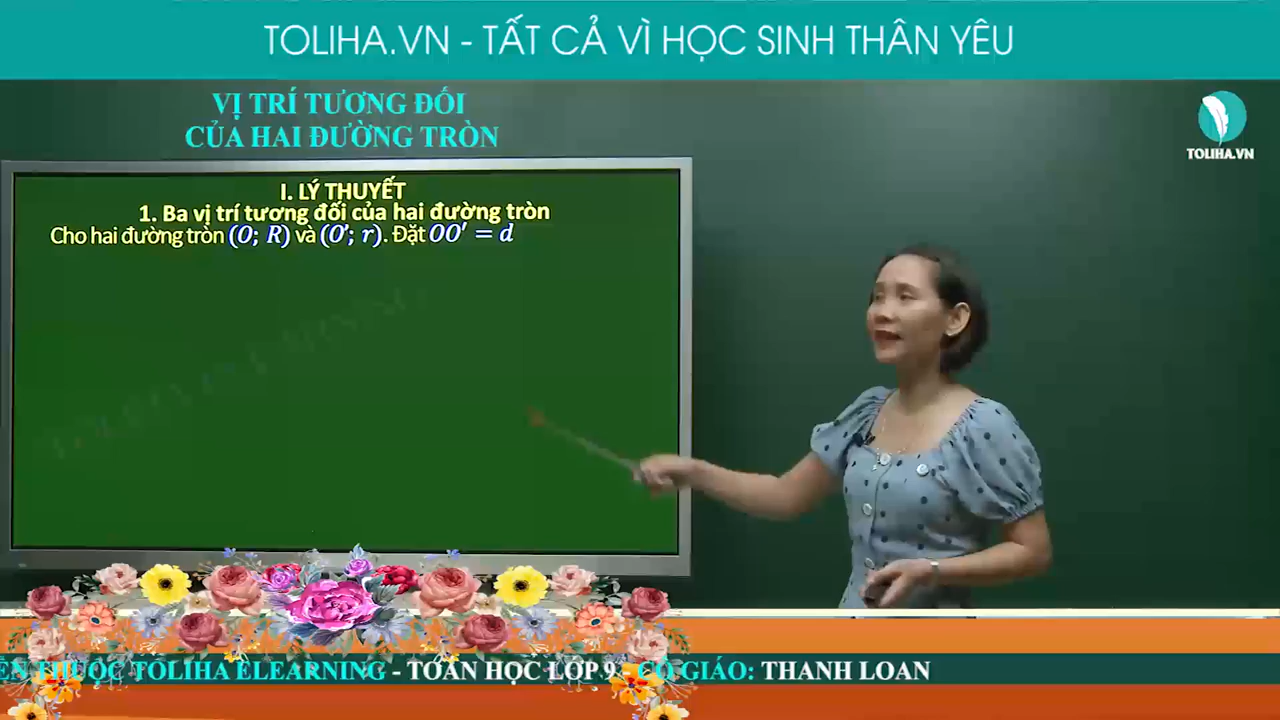 TOLIHA.VN - TẤT CẢ VÌ HỌC SINH THÂN YÊU
VỊ TRÍ TƯƠNG ĐỐI
CỦA HAI ĐƯỜNG TRÒN
TOLIHA.VN
I. LÝ THUYẾT
1. Ba vị trí tương đối của hai đường tròn
Cho hai đường tròn (O; R) và (O'; r). Đặt OO' = d
THUỘC TOLIHA ELEARNING - TOÁN HỌC LỚP 9 - CÔ GIÁO: THANH LOAN